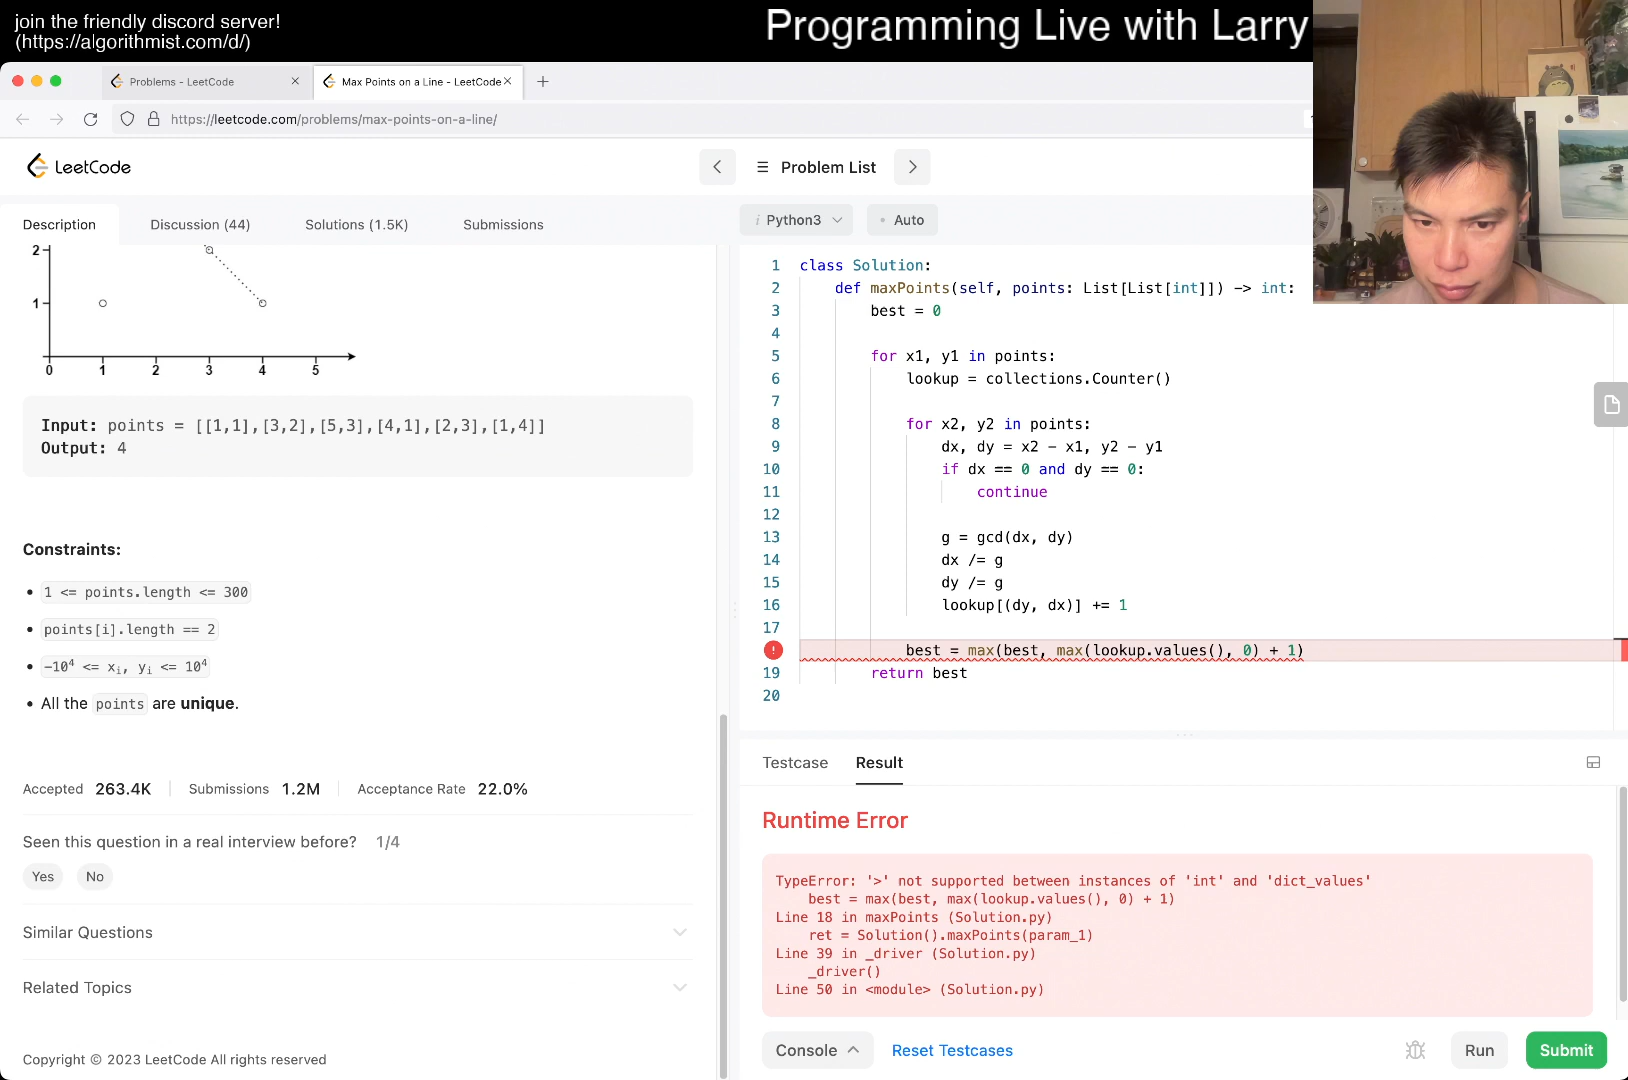 join the friendly discord server!
(https://algorithmist.com/d/)
Programming Live with Larry
Problems - LeetCode
Max Points on a Line - LeetCode
https://leetcode.com/problems/max-points-on-a-line/
LeetCode
Problem List
Description
Discussion (44)
Solutions (1.5K)
Submissions
2
1
0 1 2 3 4 5
Input: points = [[1,1],[3,2],[5,3],[4,1],[2,3],[1,4]]
Output: 4
Constraints:
• 1 <= points.length <= 300
• points[i].length == 2
• -10⁴ <= xᵢ, yᵢ <= 10⁴
• All the points are unique.
Accepted 263.4K
Submissions 1.2M
Acceptance Rate 22.0%
Seen this question in a real interview before? 1/4
Yes
No
Similar Questions
Related Topics
Copyright © 2023 LeetCode All rights reserved
i Python3
• Auto
1 class Solution:
2 def maxPoints(self, points: List[List[int]]) -> int:
3 best = 0
4
5 for x1, y1 in points:
6 lookup = collections.Counter()
7
8 for x2, y2 in points:
9 dx, dy = x2 - x1, y2 - y1
10 if dx == 0 and dy == 0:
11 continue
12
13 g = gcd(dx, dy)
14 dx /= g
15 dy /= g
16 lookup[(dy, dx)] += 1
17
best = max(best, max(lookup.values(), 0) + 1)
19 return best
20
Testcase
Result
Runtime Error
TypeError: '>' not supported between instances of 'int' and 'dict_values'
best = max(best, max(lookup.values(), 0) + 1)
Line 18 in maxPoints (Solution.py)
ret = Solution().maxPoints(param_1)
Line 39 in _driver (Solution.py)
_driver()
Line 50 in <module> (Solution.py)
Console
Reset Testcases
Run
Submit